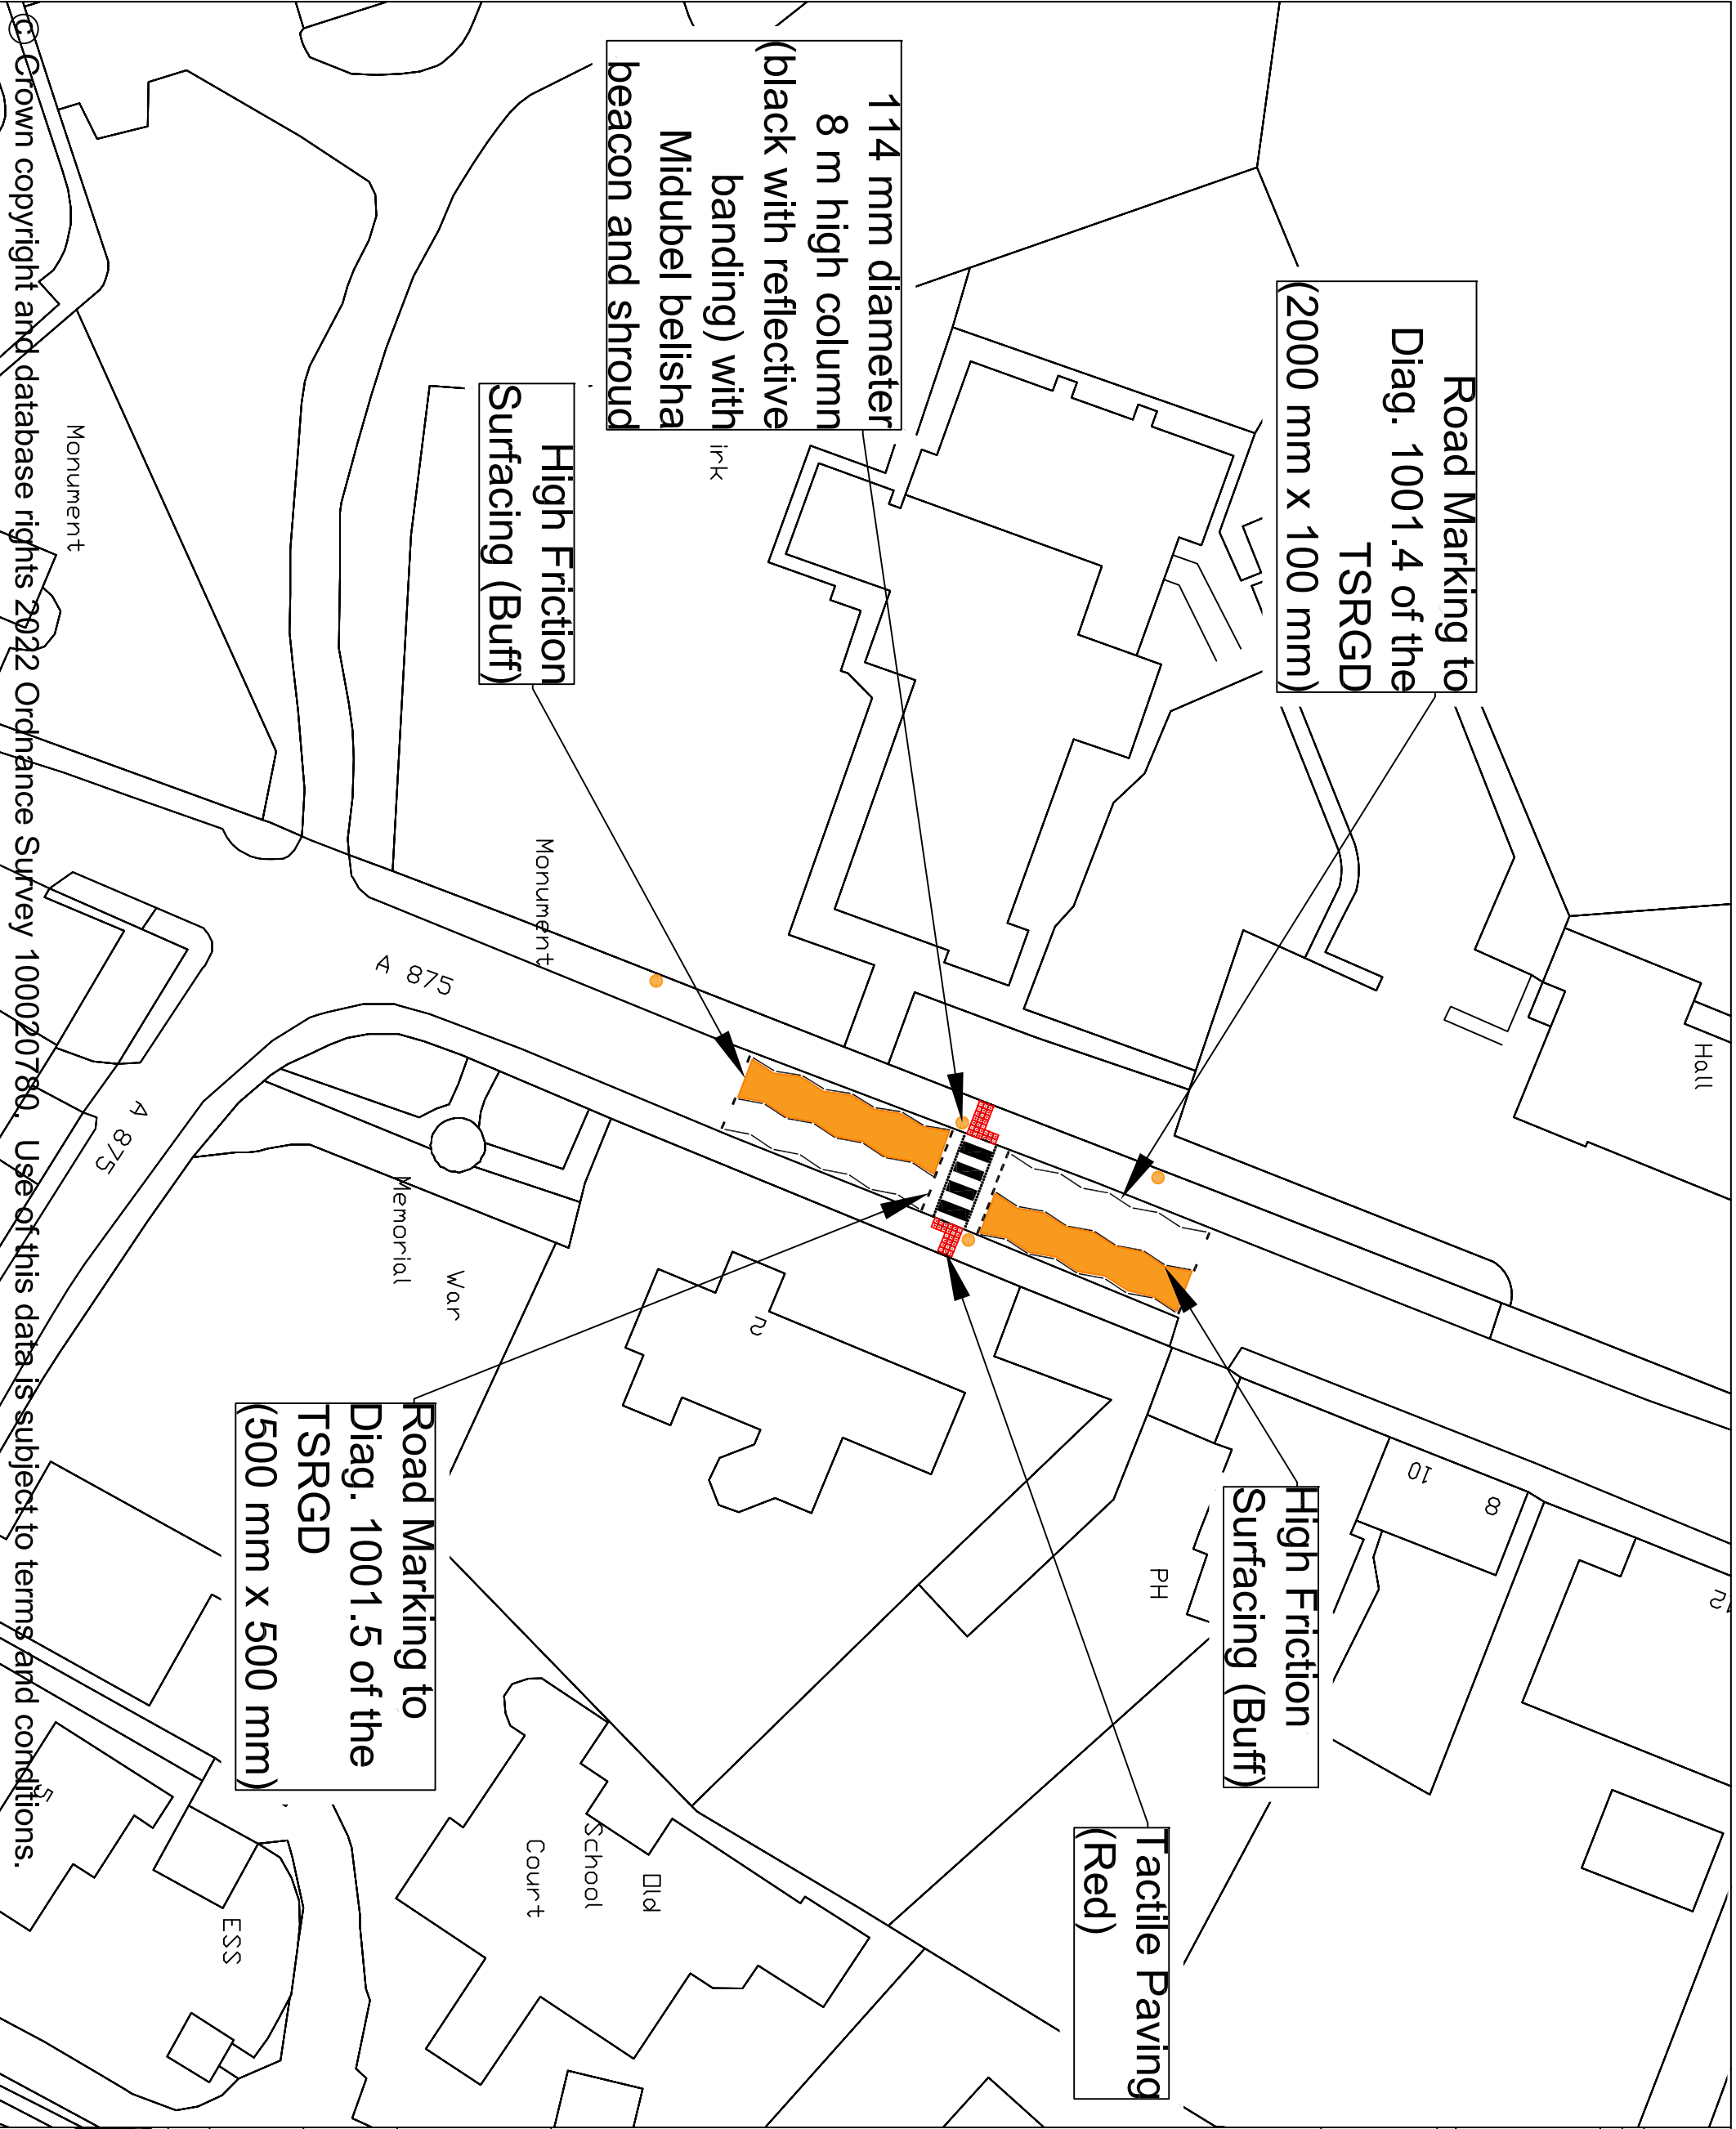 Road Marking to
Diag. 1001.4 of the
TSRGD
(2000 mm x 100 mm)
114 mm diameter
8 m high column
(black with reflective
banding) with
Midubel belisha
beacon and shroud
High Friction
Surfacing (Buff)
irk
Monument
Monument
Hall
A 875
A 875
Memorial
War
2
10
8
PH
High Friction
Surfacing (Buff)
Road Marking to
Diag. 1001.5 of the
TSRGD
(500 mm x 500 mm)
Tactile Paving
(Red)
Old
School
Court
ESS
5
© Crown copyright and database rights 2022 Ordnance Survey 100020780. Use of this data is subject to terms and conditions.